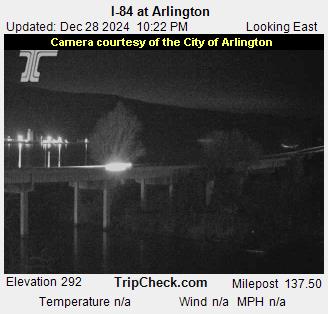 I-84 at Arlington
Updated: Dec 28 2024 10:22 PM Looking East
Camera courtesy of the City of Arlington
Elevation 292 TripCheck.com Milepost 137.50
Temperature n/a Wind n/a MPH n/a